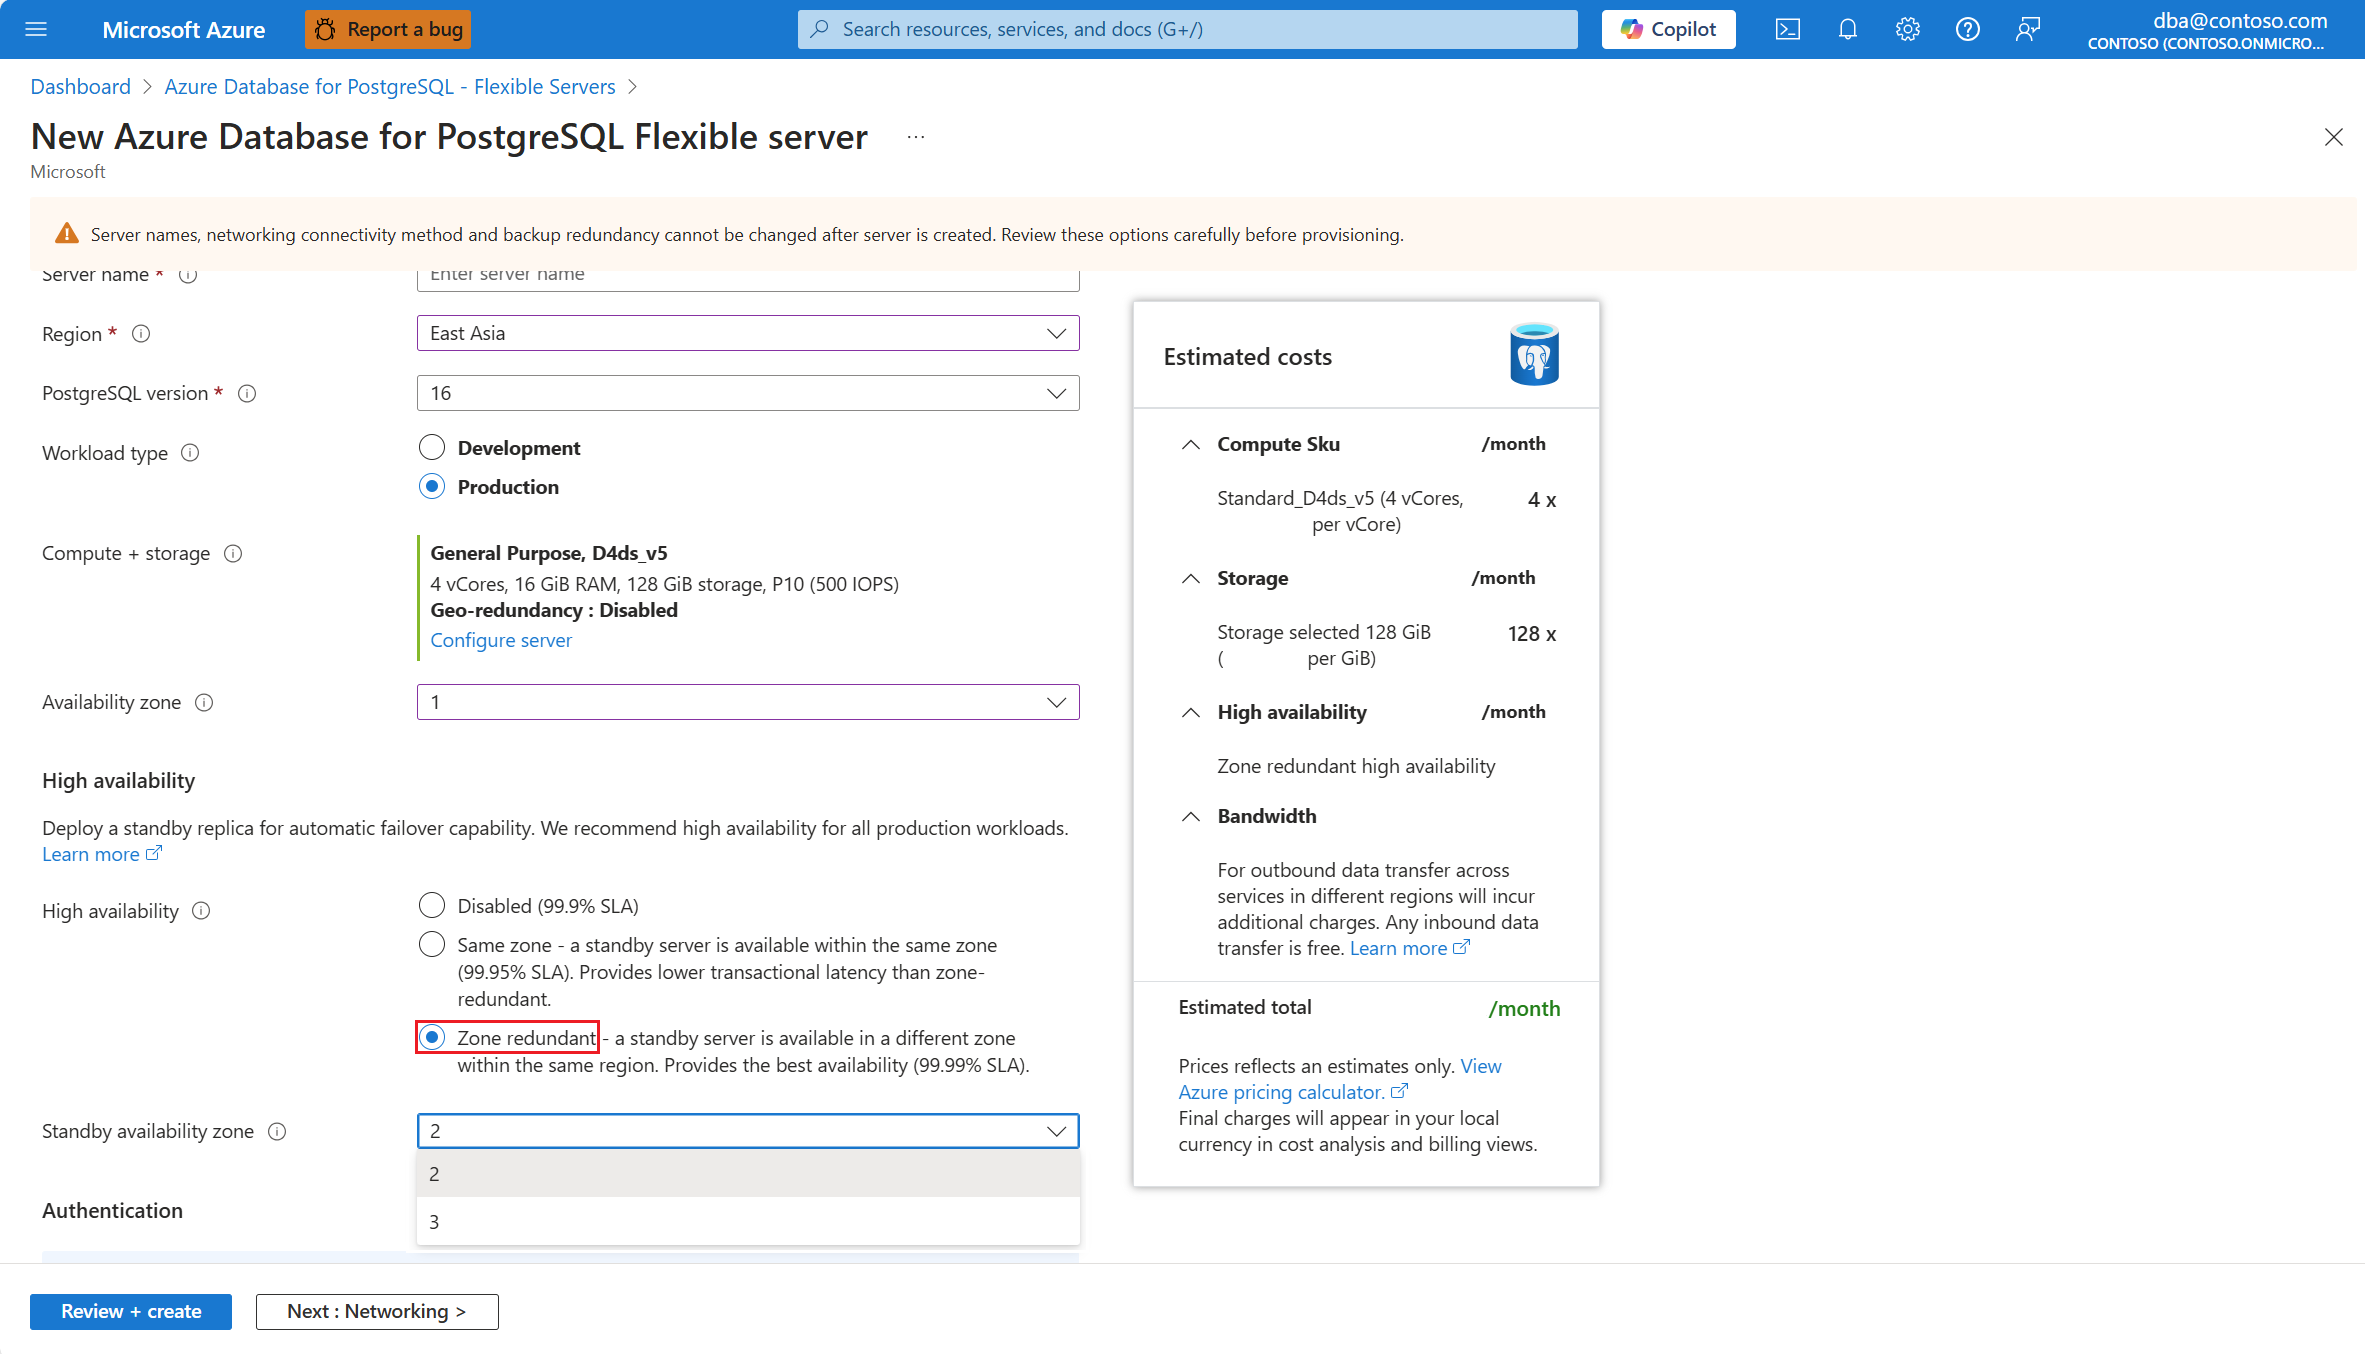 Microsoft Azure
Report a bug
Search resources, services, and docs (G+/)
Copilot
dba@contoso.com
CONTOSO (CONTOSO.ONMICRO...
Dashboard > Azure Database for PostgreSQL - Flexible Servers >
New Azure Database for PostgreSQL Flexible server ...
Microsoft
Server names, networking connectivity method and backup redundancy cannot be changed after server is created. Review these options carefully before provisioning.
Server name *
Enter server name
Region *
East Asia
PostgreSQL version *
16
Workload type
Development
Production
Compute + storage
General Purpose, D4ds_v5
4 vCores, 16 GiB RAM, 128 GiB storage, P10 (500 IOPS)
Geo-redundancy : Disabled
Configure server
Availability zone
1
High availability
Deploy a standby replica for automatic failover capability. We recommend high availability for all production workloads.
Learn more
High availability
Disabled (99.9% SLA)
Same zone - a standby server is available within the same zone
(99.95% SLA). Provides lower transactional latency than zone-
redundant.
Zone redundant - a standby server is available in a different zone
within the same region. Provides the best availability (99.99% SLA).
Standby availability zone
2
2
3
Authentication
Estimated costs
Compute Sku /month
Standard_D4ds_v5 (4 vCores, 4 x
per vCore)
Storage /month
Storage selected 128 GiB 128 x
( per GiB)
High availability /month
Zone redundant high availability
Bandwidth
For outbound data transfer across
services in different regions will incur
additional charges. Any inbound data
transfer is free. Learn more
Estimated total /month
Prices reflect an estimates only. View
Azure pricing calculator.
Final charges will appear in your local
currency in cost analysis and billing views.
Review + create
Next : Networking >